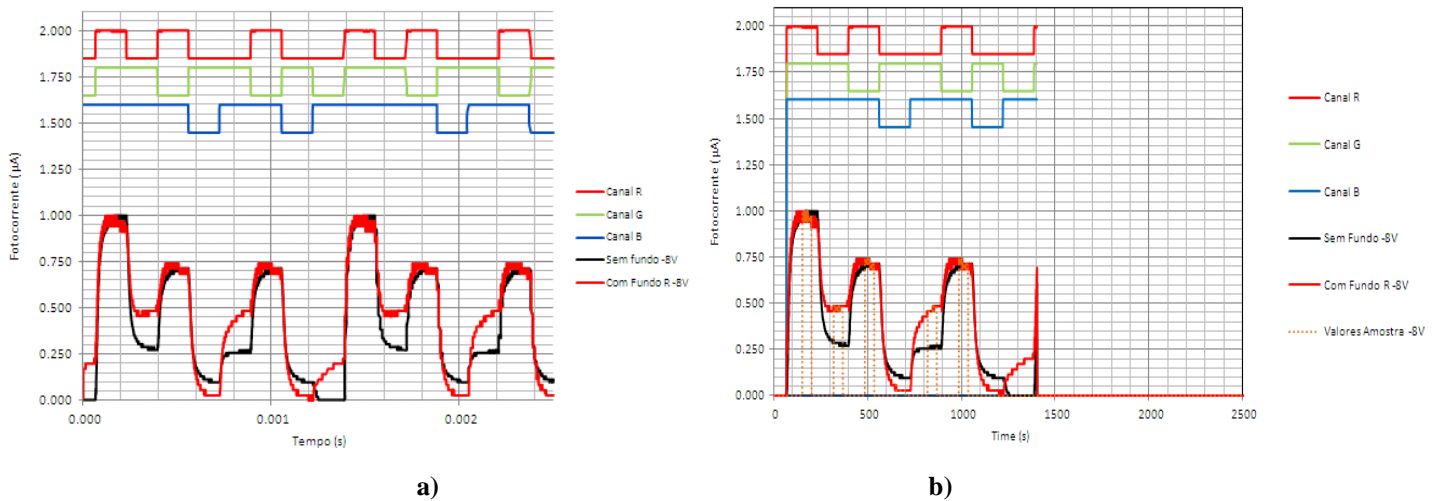 2.000
1.750
1.500
1.250
1.000
0.750
0.500
0.250
0.000
Fotocorrente (µA)
0.000
0.001
0.002
Tempo (s)
Canal R
Canal G
Canal B
Sem fundo -8V
Com Fundo R -8V
a)
2.000
1.750
1.500
1.250
1.000
0.750
0.500
0.250
0.000
Fotocorrente (µA)
0
500
1000
1500
2000
2500
Time (s)
Canal R
Canal G
Canal B
Sem Fundo -8V
Com Fundo R -8V
Valores Amostra -8V
b)